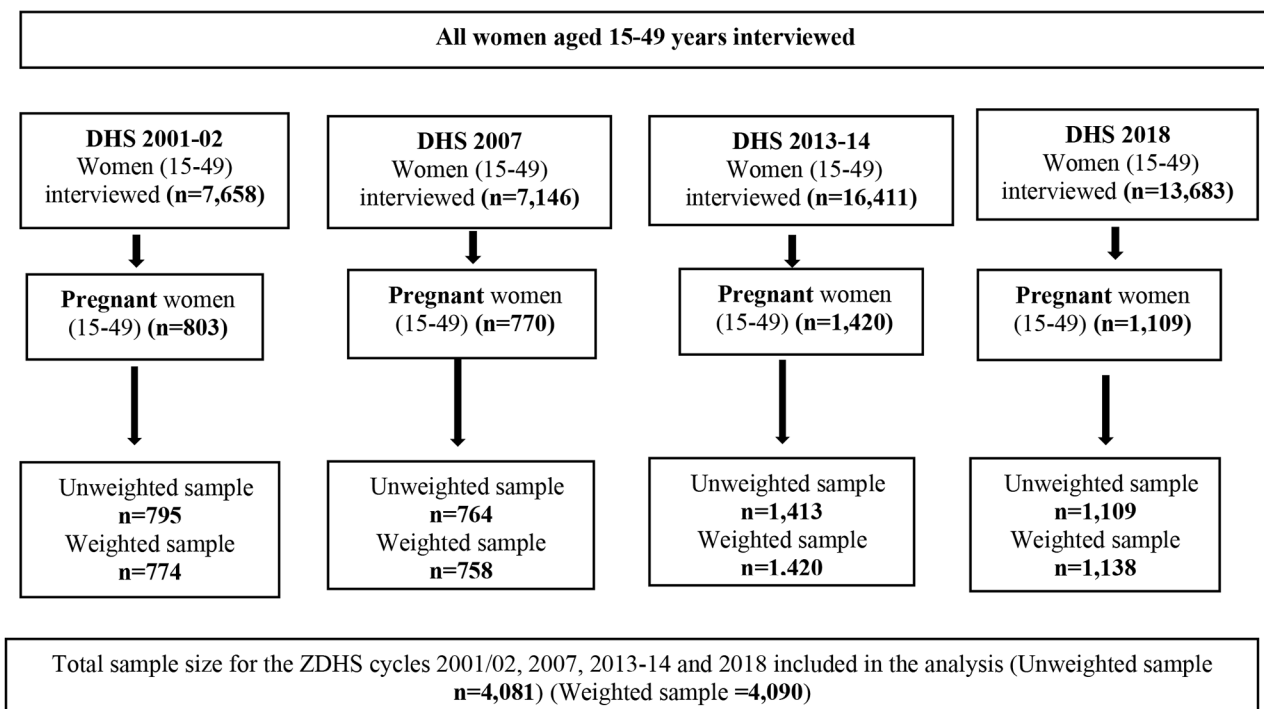 All women aged 15-49 years interviewed
DHS 2001-02
Women (15-49)
interviewed (n=7,658)
DHS 2007
Women (15-49)
interviewed (n=7,146)
DHS 2013-14
Women (15-49)
interviewed (n=16,411)
DHS 2018
Women (15-49)
interviewed (n=13,683)
Pregnant women
(15-49) (n=803)
Pregnant women
(15-49) (n=770)
Pregnant women
(15-49) (n=1,420)
Pregnant women
(15-49) (n=1,109)
Unweighted sample
n=795
Weighted sample
n=774
Unweighted sample
n=764
Weighted sample
n=758
Unweighted sample
n=1,413
Weighted sample
n=1,420
Unweighted sample
n=1,109
Weighted sample
n=1,138
Total sample size for the ZDHS cycles 2001/02, 2007, 2013-14 and 2018 included in the analysis (Unweighted sample
n=4,081) (Weighted sample =4,090)